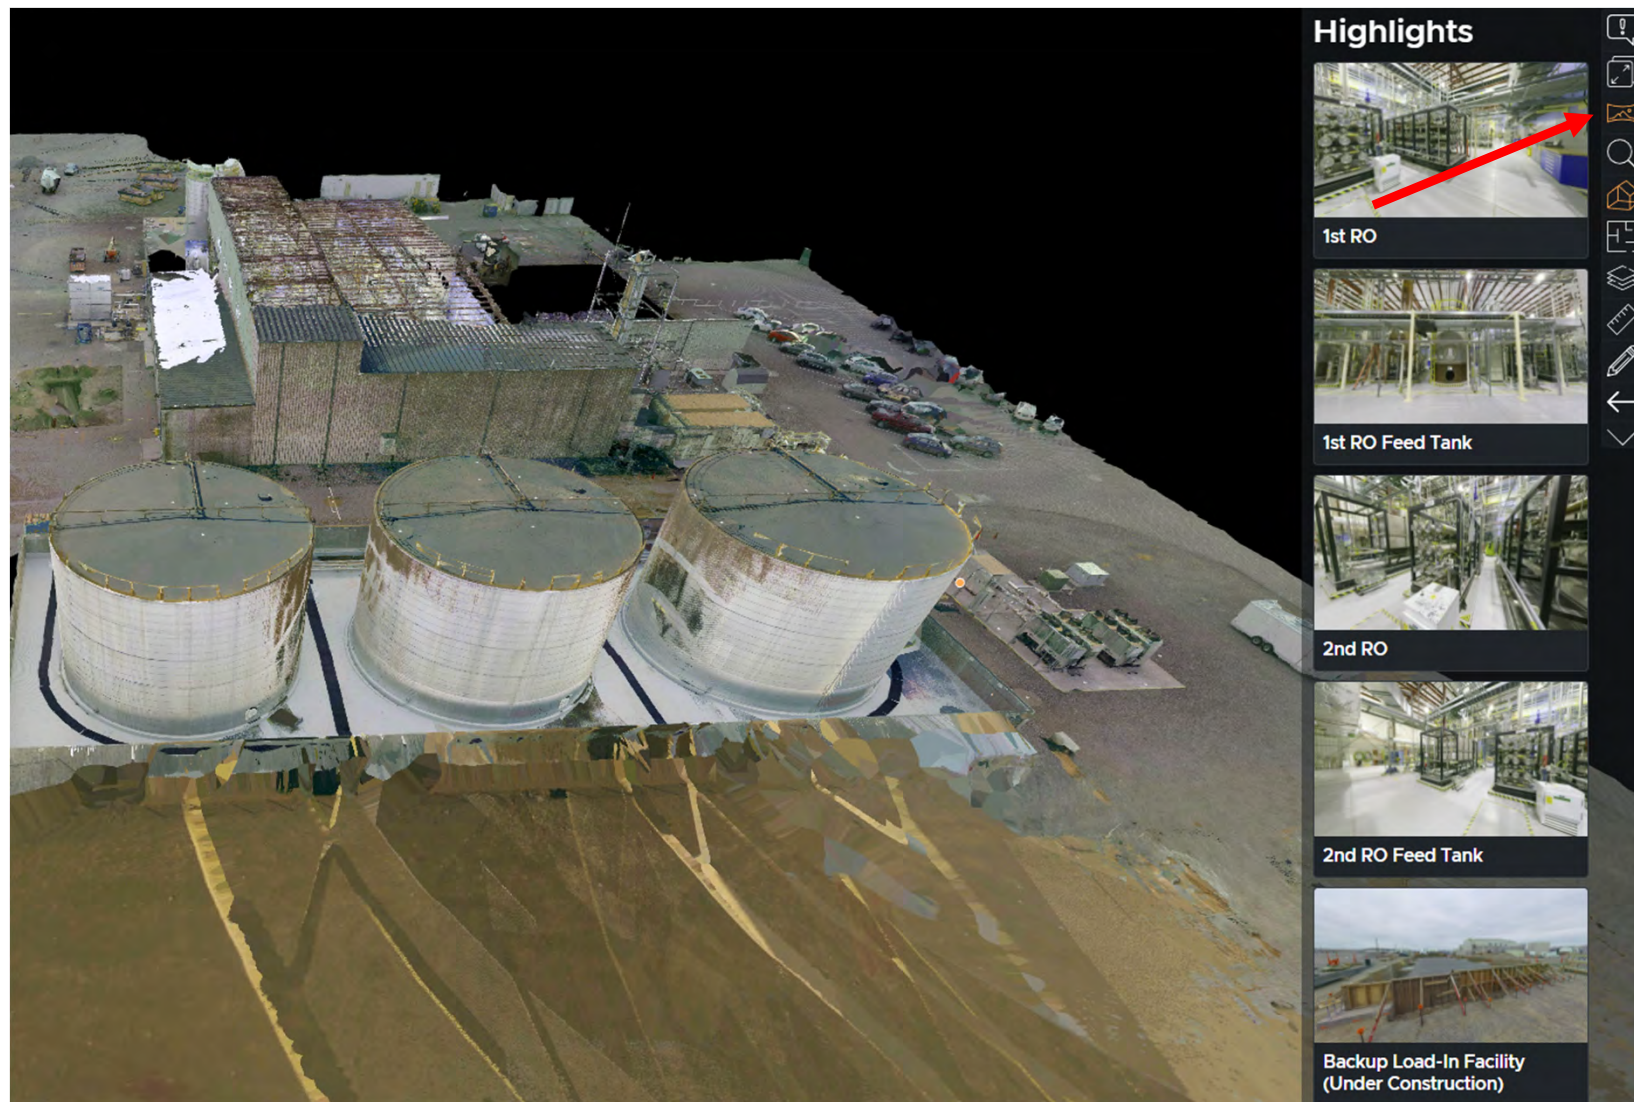 Highlights
1st RO
1st RO Feed Tank
2nd RO
2nd RO Feed Tank
Backup Load-In Facility
(Under Construction)